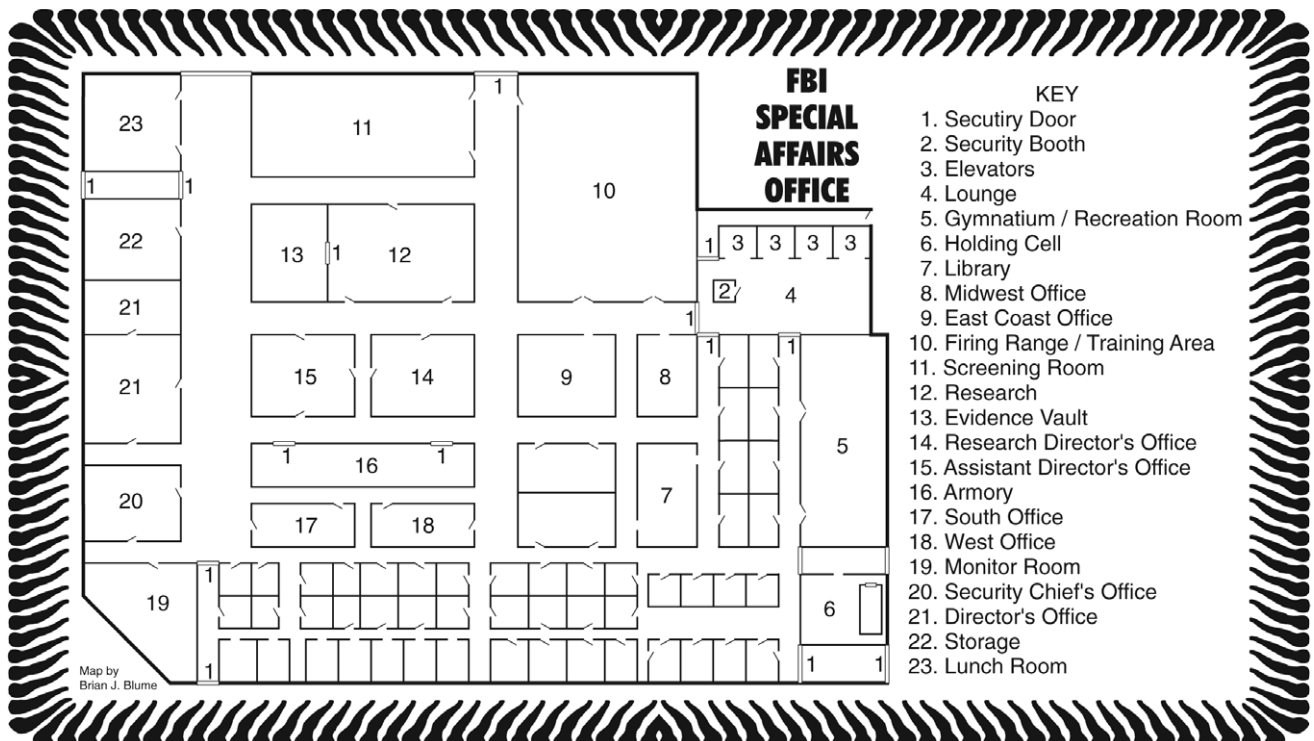 FBI
SPECIAL
AFFAIRS
OFFICE
KEY
1. Secutiry Door
2. Security Booth
3. Elevators
4. Lounge
5. Gymnatium / Recreation Room
6. Holding Cell
7. Library
8. Midwest Office
9. East Coast Office
10. Firing Range / Training Area
11. Screening Room
12. Research
13. Evidence Vault
14. Research Director's Office
15. Assistant Director's Office
16. Armory
17. South Office
18. West Office
19. Monitor Room
20. Security Chief's Office
21. Director's Office
22. Storage
23. Lunch Room
1
23
11
1 1
10
22
13 1 12
1 3 3 3 3
2 4
21
1
1 1
21
15 14 9 8
5
1 16 1
20
17 18
7
1
19
6
1
1 1
Map by
Brian J. Blume